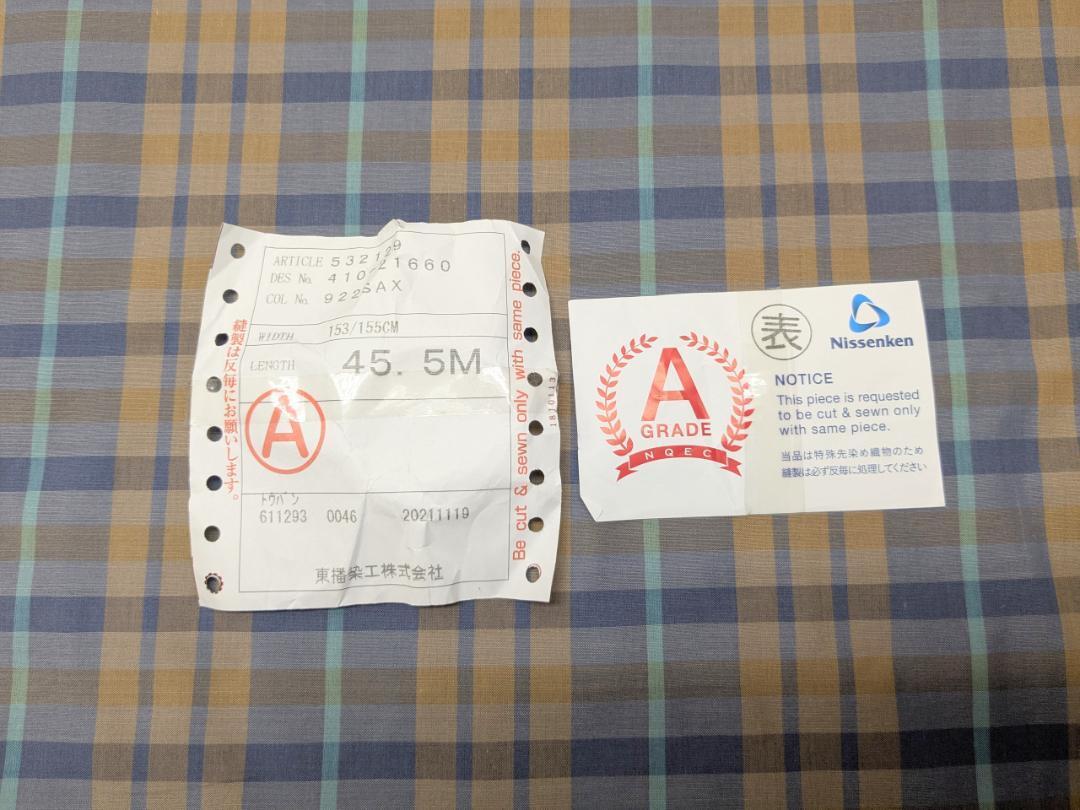 ARTICLE 532129
DES No. 410221660
COL No. 922SAX
WIDTH 153/155CM
LENGTH 45. 5M
A
トウバン
611293 0046 20211119
東播染工株式会社
縫製は反毎にお願いします。
Be cut & sewn only with same piece.
1810113
A
GRADE
NQEC
表
Nissenken
NOTICE
This piece is requested
to be cut & sewn only
with same piece.
当品は特殊先染め織物のため
縫製は必ず反毎に処理してください